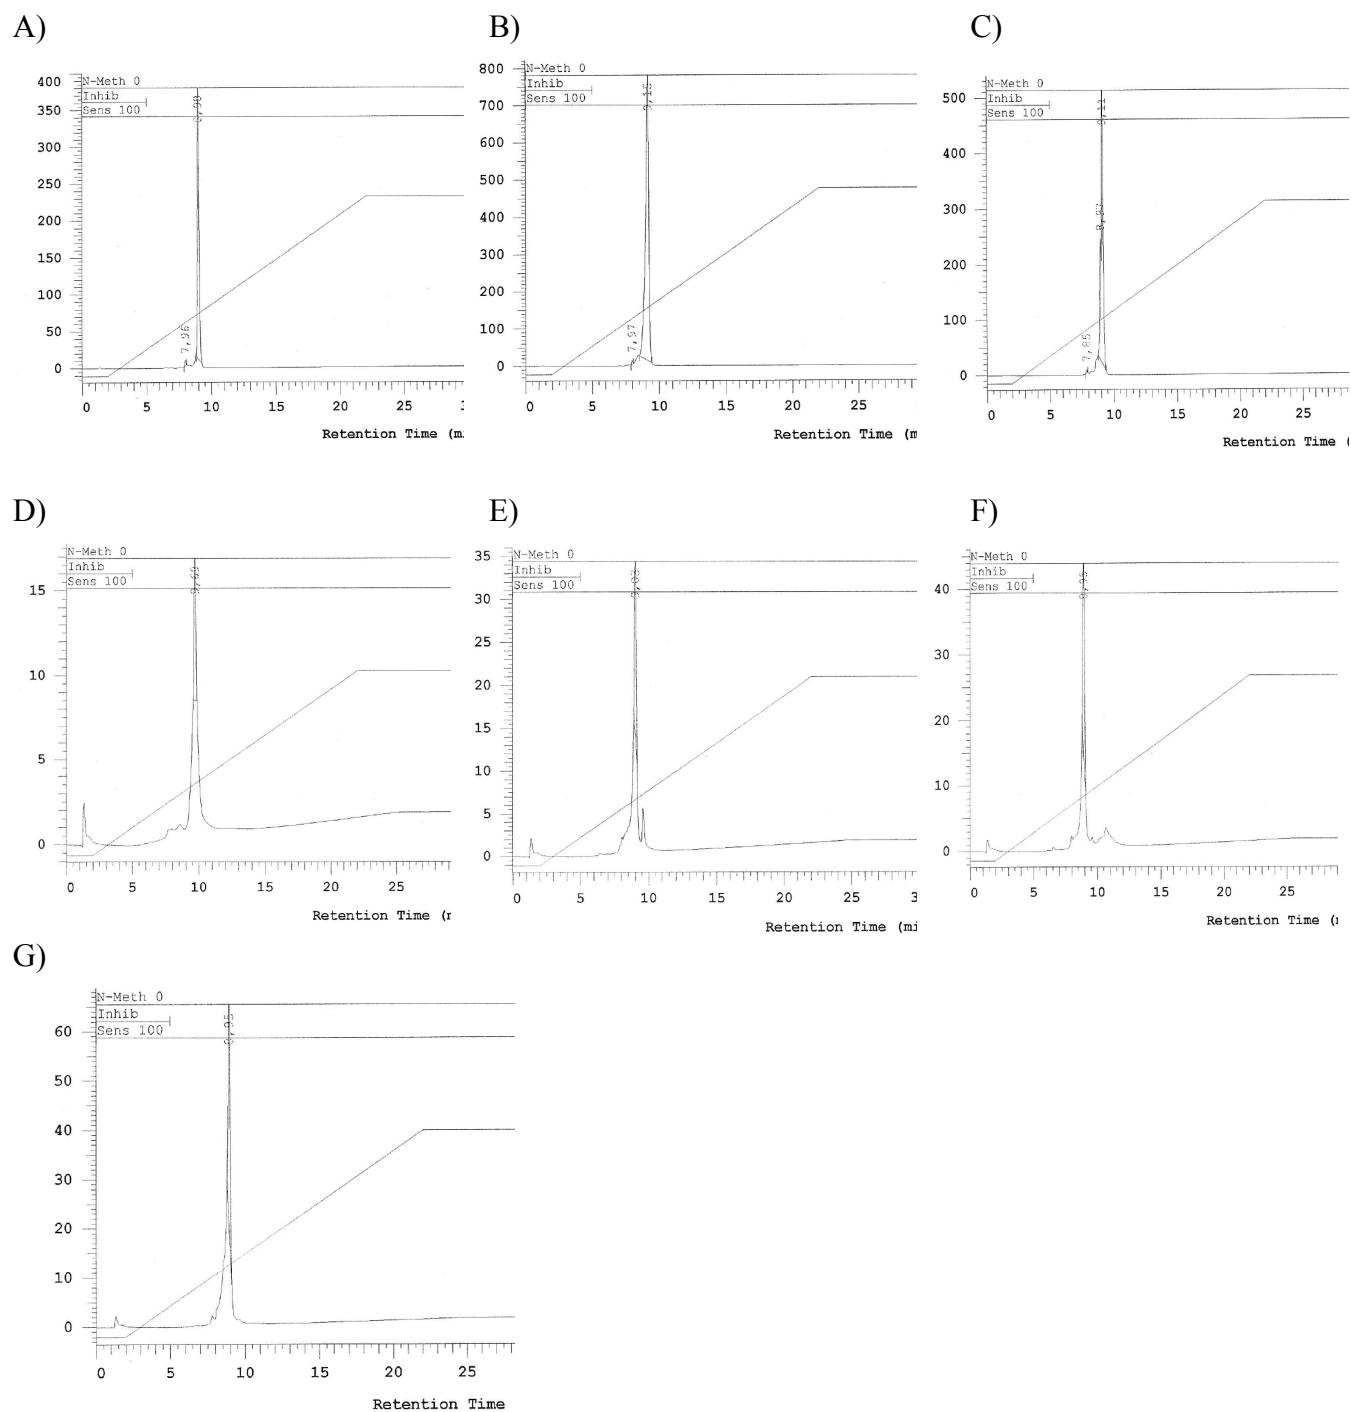 A)
B)
C)
N-Meth 0
Inhib
Sens 100
400
350
300
250
200
150
100
50
0
7,96
0 5 10 15 20 25
Retention Time (mi
N-Meth 0
Inhib
Sens 100
800
700
600
500
400
300
200
100
0
7,97
0 5 10 15 20 25
Retention Time (m
N-Meth 0
Inhib
Sens 100
500
400
300
200
100
0
7,85
0 5 10 15 20 25
Retention Time (
D)
E)
F)
N-Meth 0
Inhib
Sens 100
15
10
5
0
0 5 10 15 20 25
Retention Time (
N-Meth 0
Inhib
Sens 100
35
30
25
20
15
10
5
0
0 5 10 15 20 25
Retention Time (mi
N-Meth 0
Inhib
Sens 100
40
30
20
10
0
0 5 10 15 20 25
Retention Time (
G)
N-Meth 0
Inhib
Sens 100
60
50
40
30
20
10
0
0 5 10 15 20 25
Retention Time